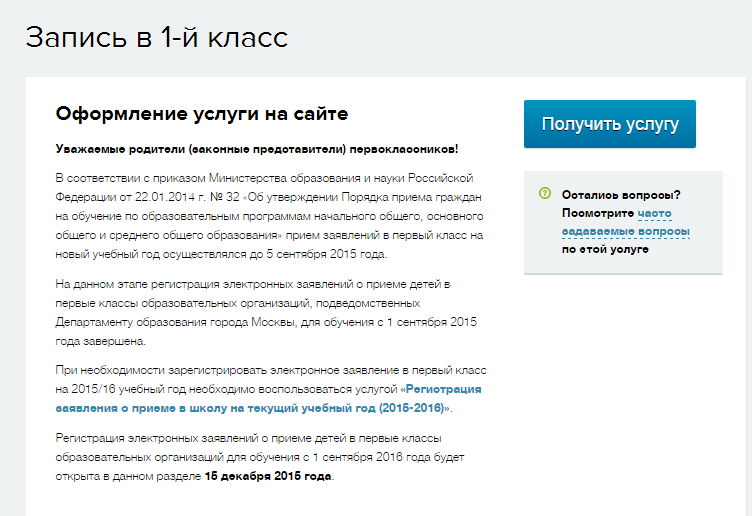 Запись в 1-й класс
Оформление услуги на сайте
Уважаемые родители (законные представители) первоклассников!
В соответствии с приказом Министерства образования и науки Российской
Федерации от 22.01.2014 г. № 32 «Об утверждении Порядка приема граждан
на обучение по образовательным программам начального общего, основного
общего и среднего общего образования» прием заявлений в первый класс на
новый учебный год осуществлялся до 5 сентября 2015 года.
На данном этапе регистрация электронных заявлений о приеме детей в
первые классы образовательных организаций, подведомственных
Департаменту образования города Москвы, для обучения с 1 сентября 2015
года завершена.
При необходимости зарегистрировать электронное заявление в первый класс
на 2015/16 учебный год необходимо воспользоваться услугой «Регистрация
заявления о приеме в школу на текущий учебный год (2015-2016)».
Регистрация электронных заявлений о приеме детей в первые классы
образовательных организаций для обучения с 1 сентября 2016 года будет
открыта в данном разделе 15 декабря 2015 года.
Получить услугу
? Остались вопросы?
Посмотрите часто
задаваемые вопросы
по этой услуге